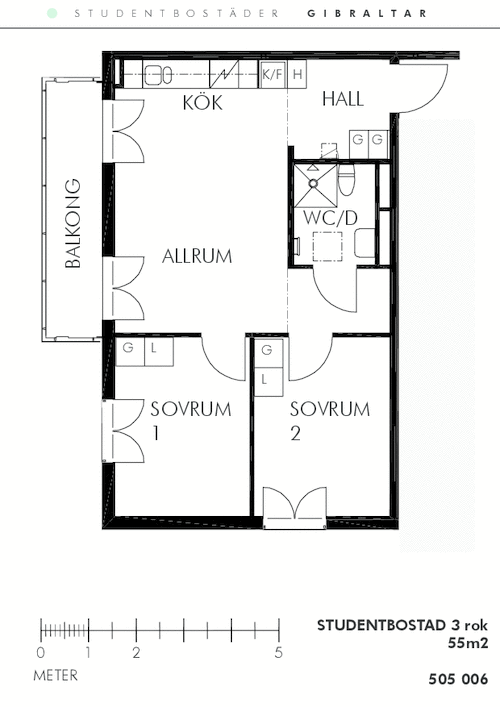 STUDENTBOSTÄDER GIBRALTAR
K/F H
KÖK
HALL
G G
BALKONG
WC/D
ALLRUM
G L
G
L
SOVRUM
1
SOVRUM
2
0 1 2 5
METER
STUDENTBOSTAD 3 rok
55m2
505 006